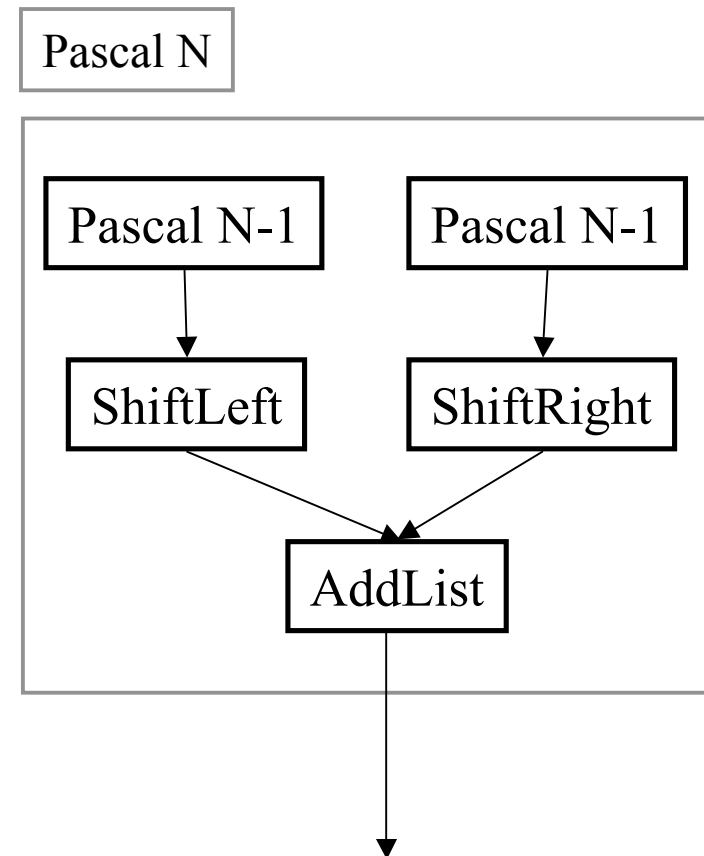 Pascal N
Pascal N-1
Pascal N-1
ShiftLeft
ShiftRight
AddList